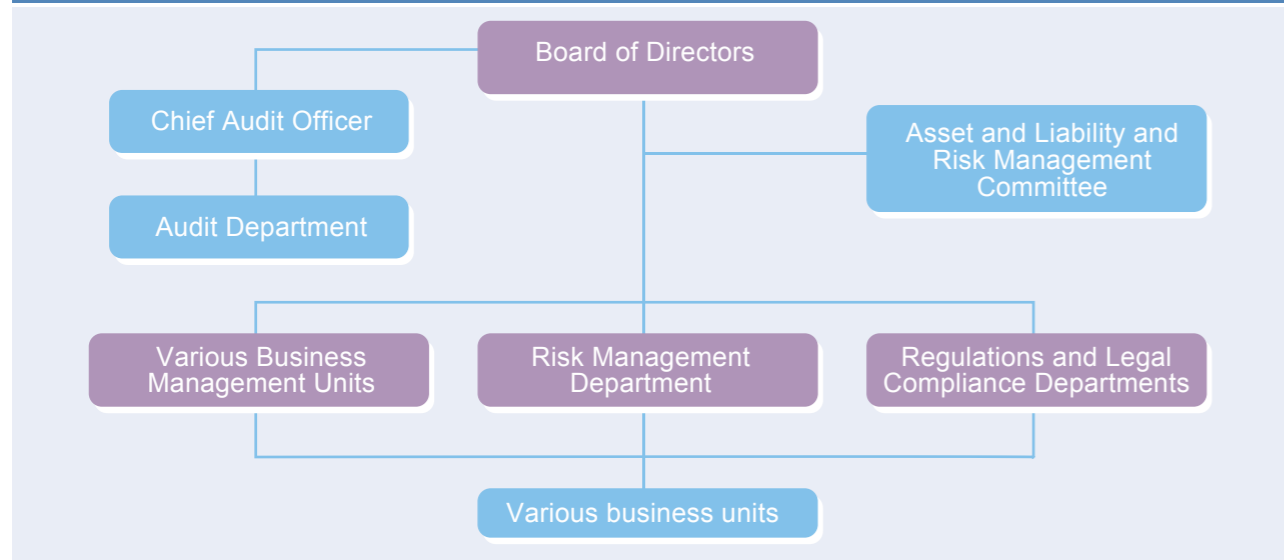 Board of Directors
Chief Audit Officer
Asset and Liability and
Risk Management
Committee
Audit Department
Various Business
Management Units
Risk Management
Department
Regulations and Legal
Compliance Departments
Various business units